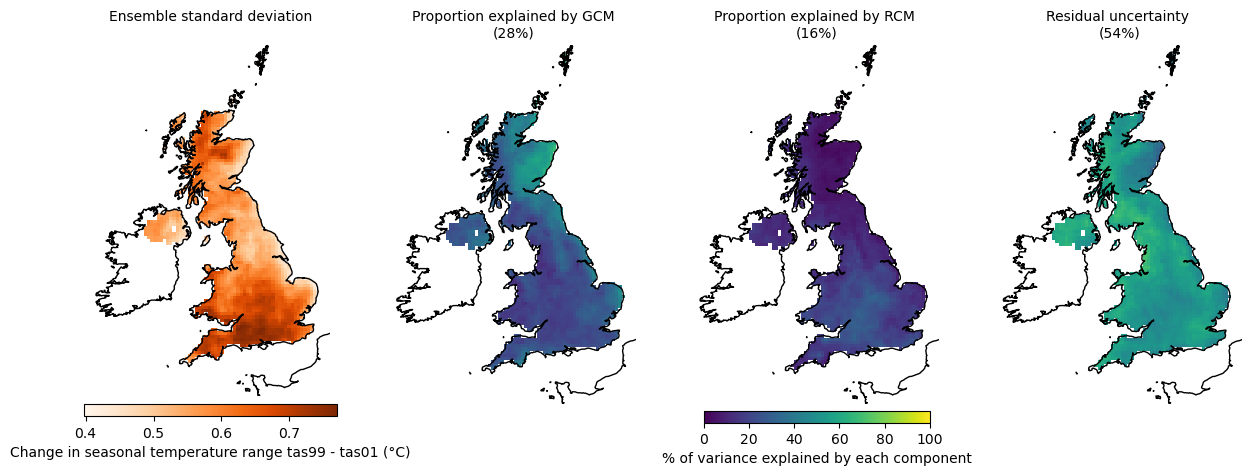 Ensemble standard deviation
Proportion explained by GCM
(28%)
Proportion explained by RCM
(16%)
Residual uncertainty
(54%)
0.4 0.5 0.6 0.7
Change in seasonal temperature range tas99 - tas01 (°C)
0 20 40 60 80 100
% of variance explained by each component